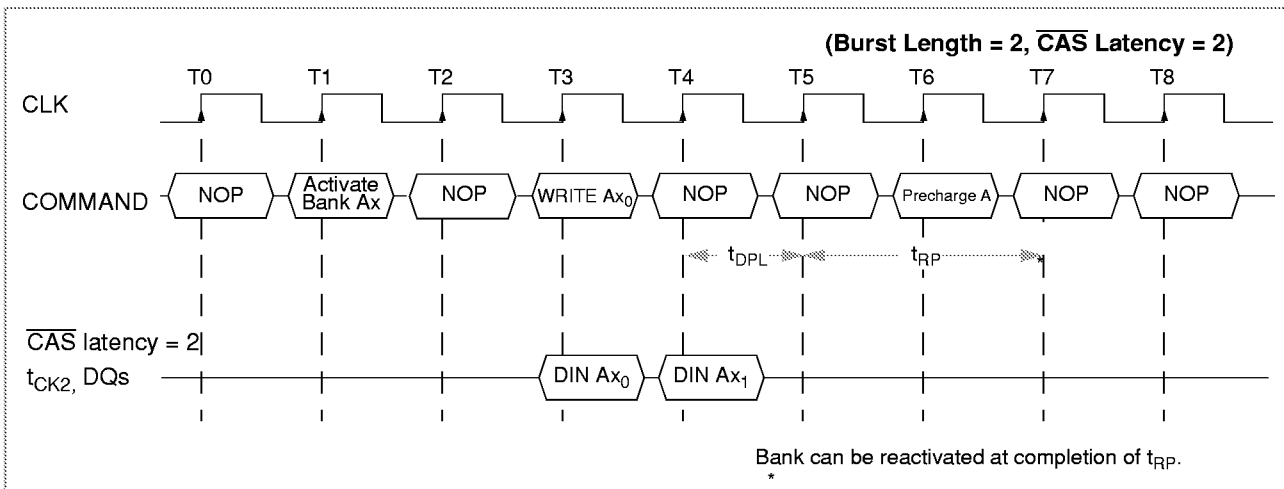 (Burst Length = 2, CAS Latency = 2)
T0 T1 T2 T3 T4 T5 T6 T7 T8
CLK
COMMAND NOP Activate Bank Ax NOP WRITE Ax0 NOP NOP Precharge A NOP NOP
tDPL tRP *
CAS latency = 2
tCK2, DQs DIN Ax0 DIN Ax1
Bank can be reactivated at completion of tRP.
*